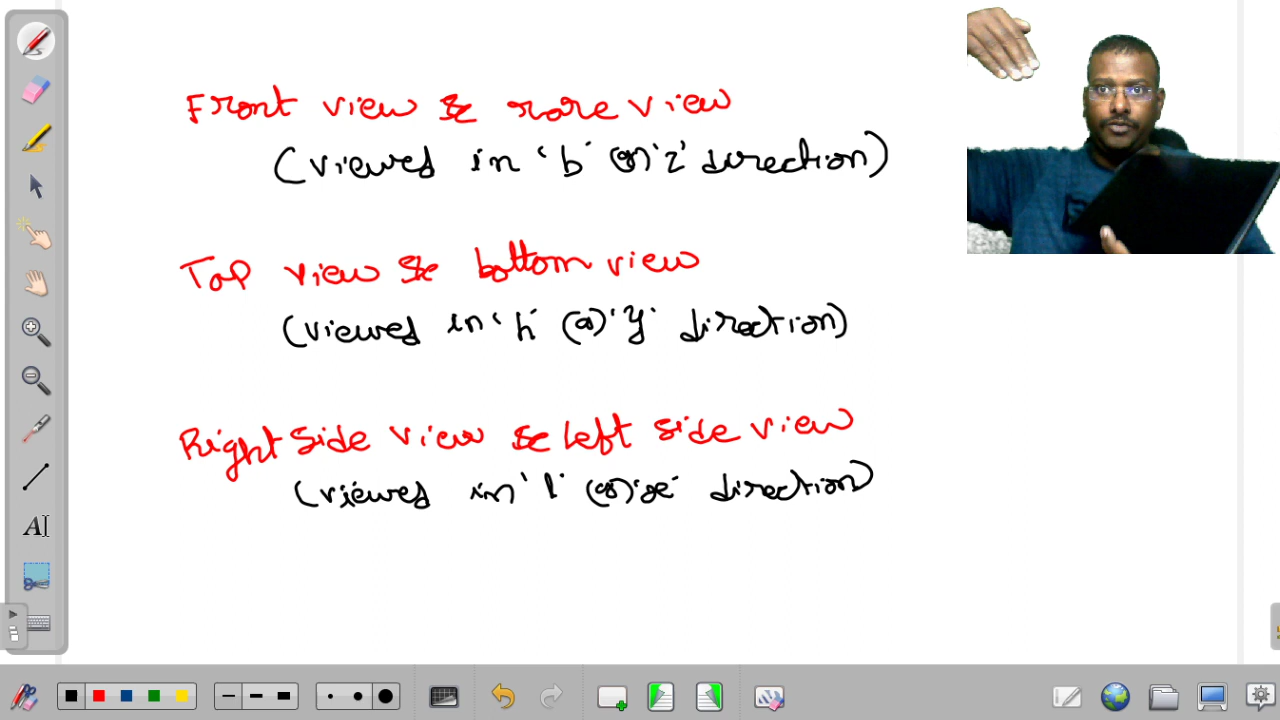 Front view & rare view
(viewed in 'b' (or) 'z' direction)
Top view & bottom view
(viewed in 'h' (or) 'y' direction)
Right side view & left side view
(viewed in 'l' (or) 'x' direction)
AI